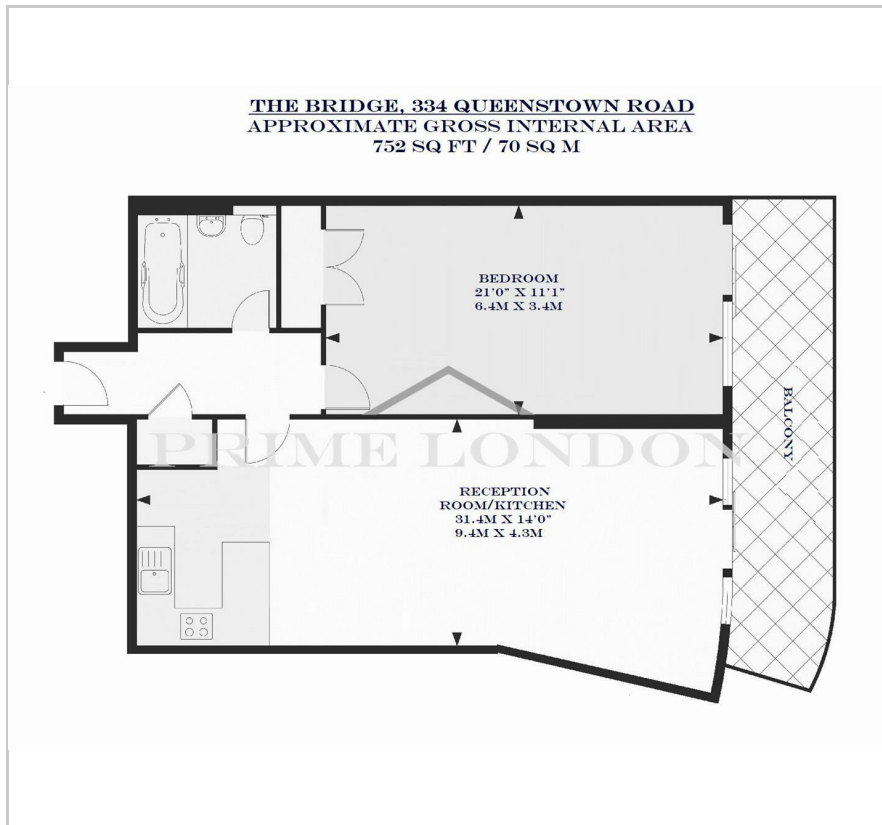 THE BRIDGE, 334 QUEENSTOWN ROAD
APPROXIMATE GROSS INTERNAL AREA
752 SQ FT / 70 SQ M
BEDROOM
21'0" X 11'1"
6.4M X 3.4M
BALCONY
PRIME LONDON
RECEPTION
ROOM/KITCHEN
31.4M X 14'0"
9.4M X 4.3M